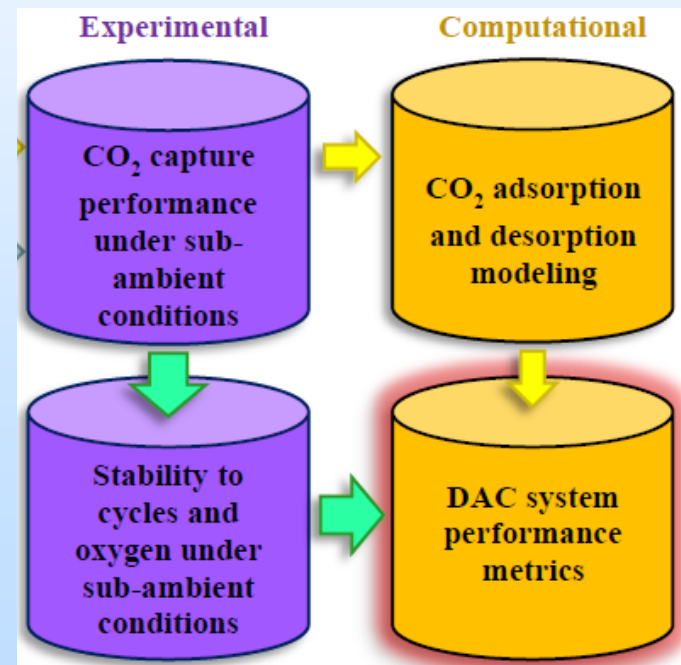 Experimental
Computational
CO₂ capture
performance
under sub-
ambient
conditions
CO₂ adsorption
and desorption
modeling
Stability to
cycles and
oxygen under
sub-ambient
conditions
DAC system
performance
metrics